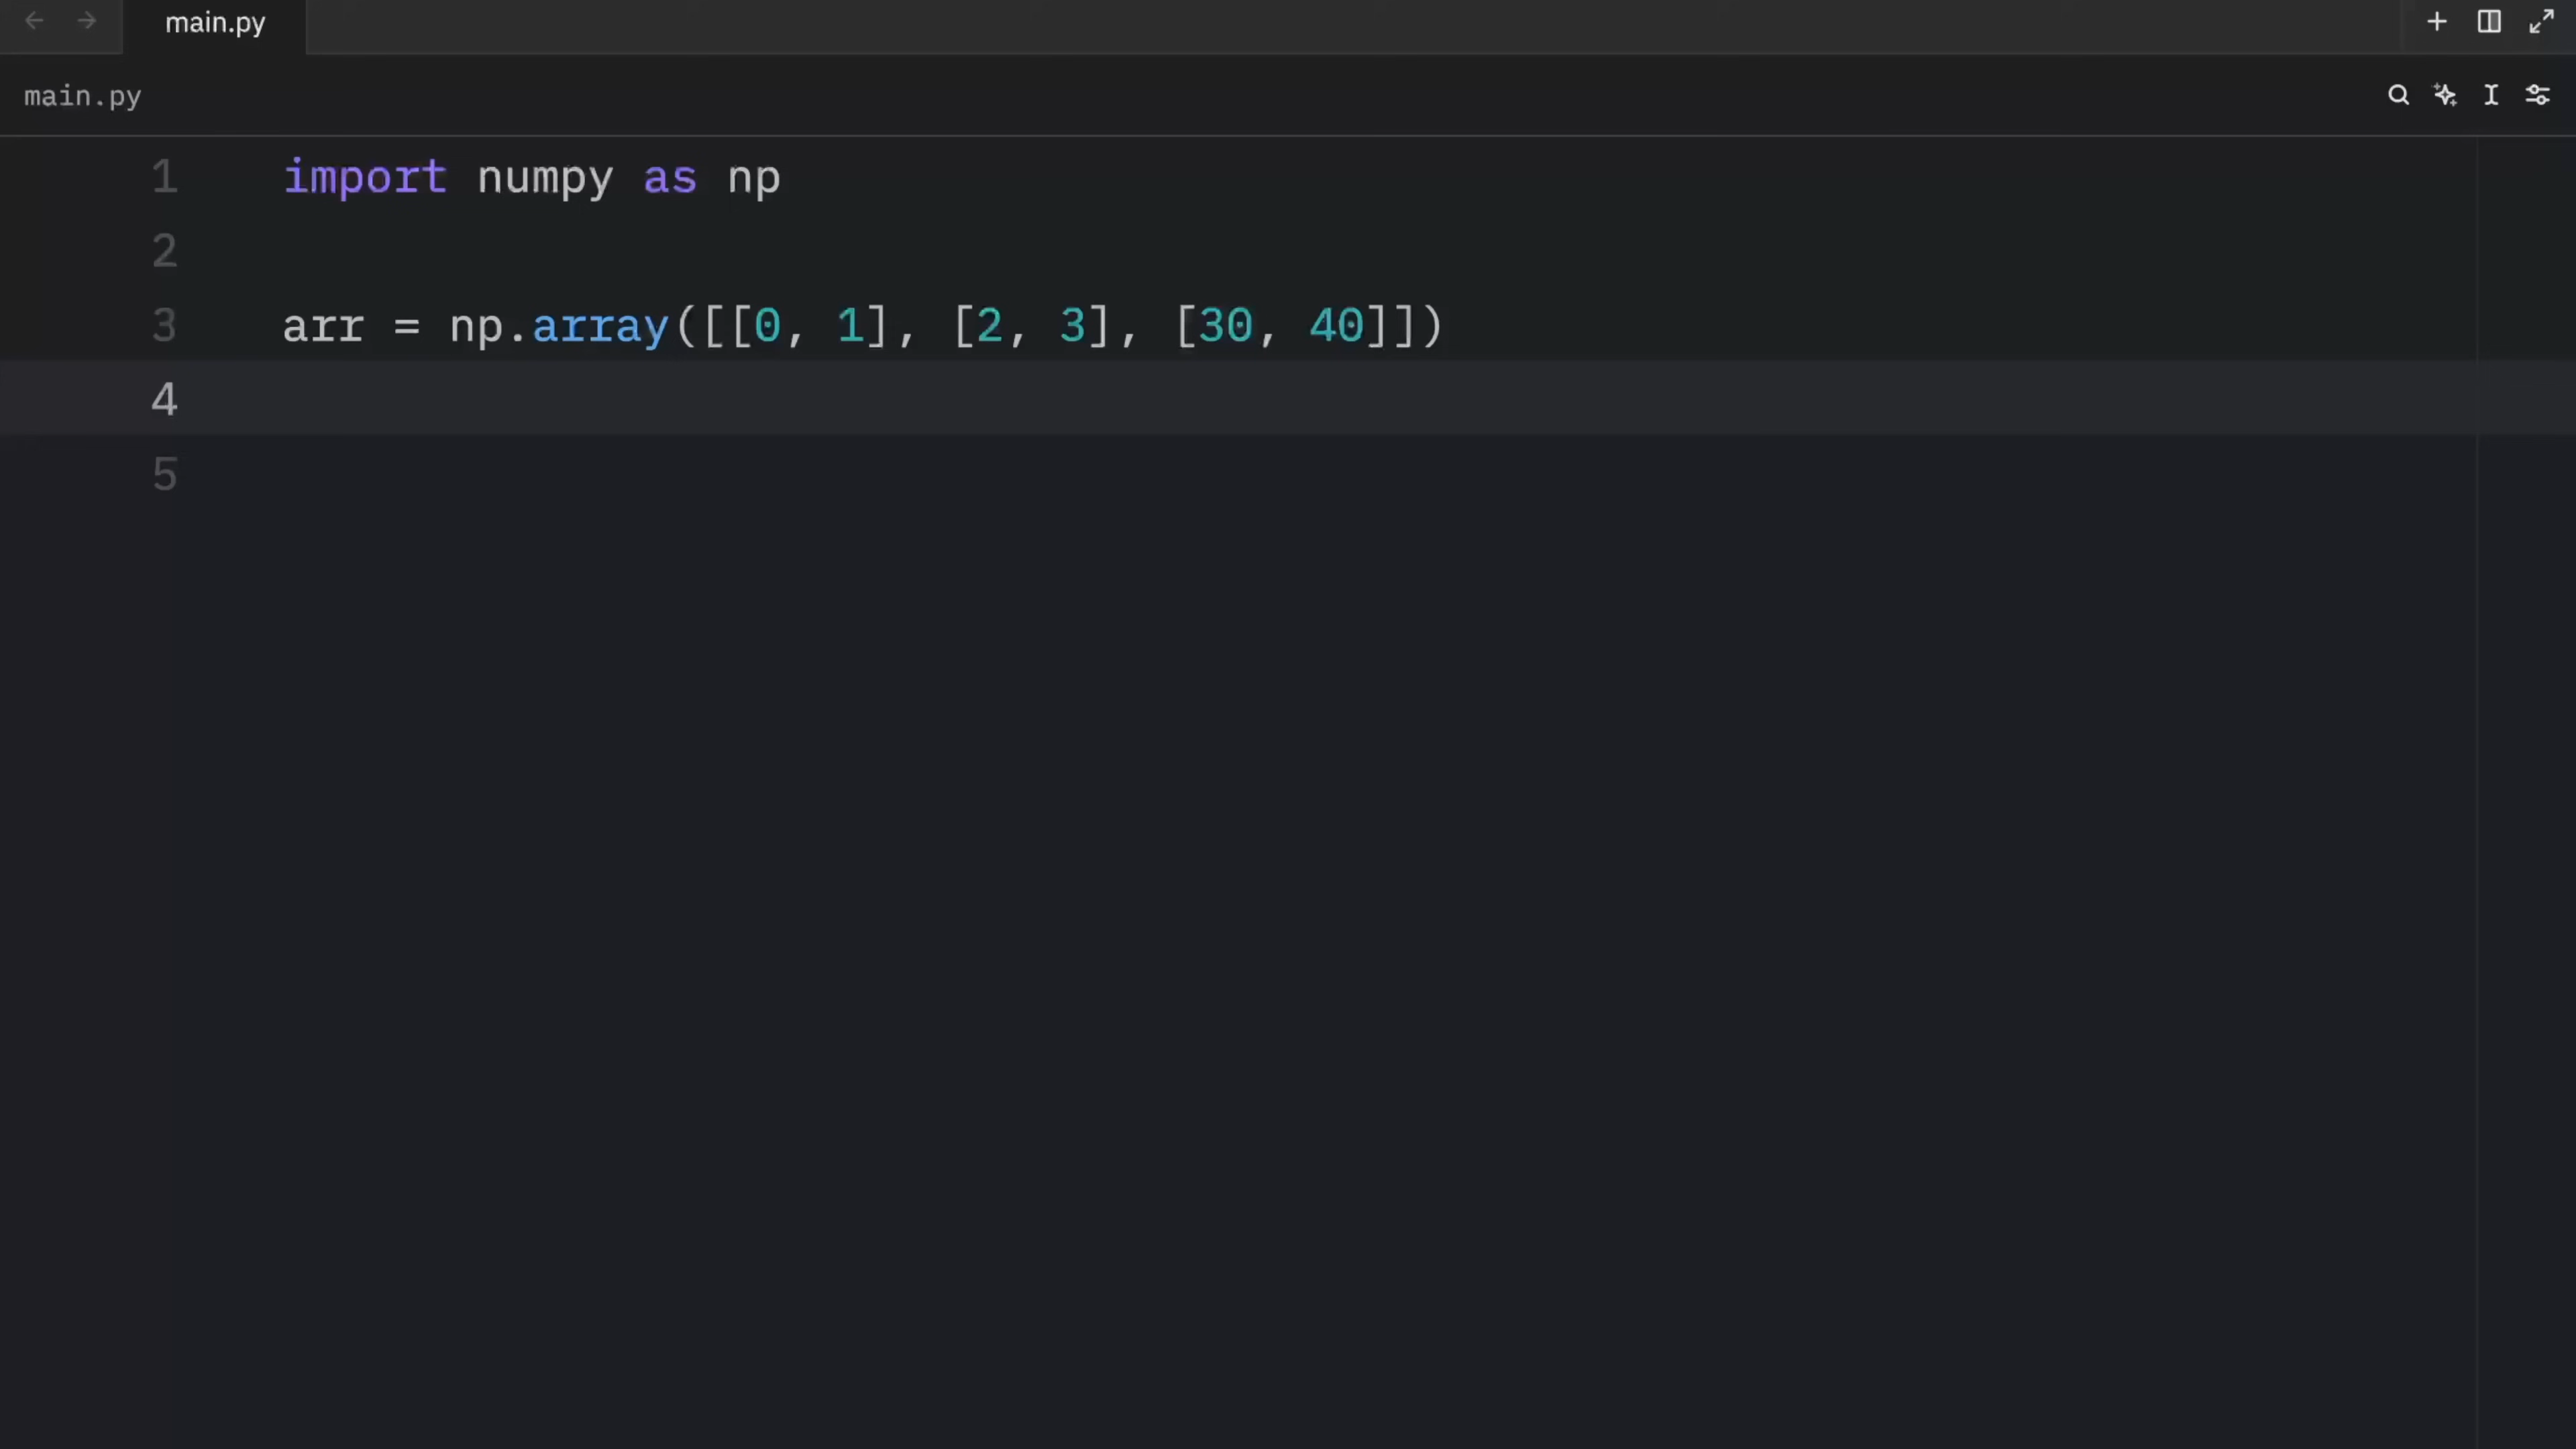 main.py
main.py
1 import numpy as np
2
3 arr = np.array([[0, 1], [2, 3], [30, 40]])
4
5